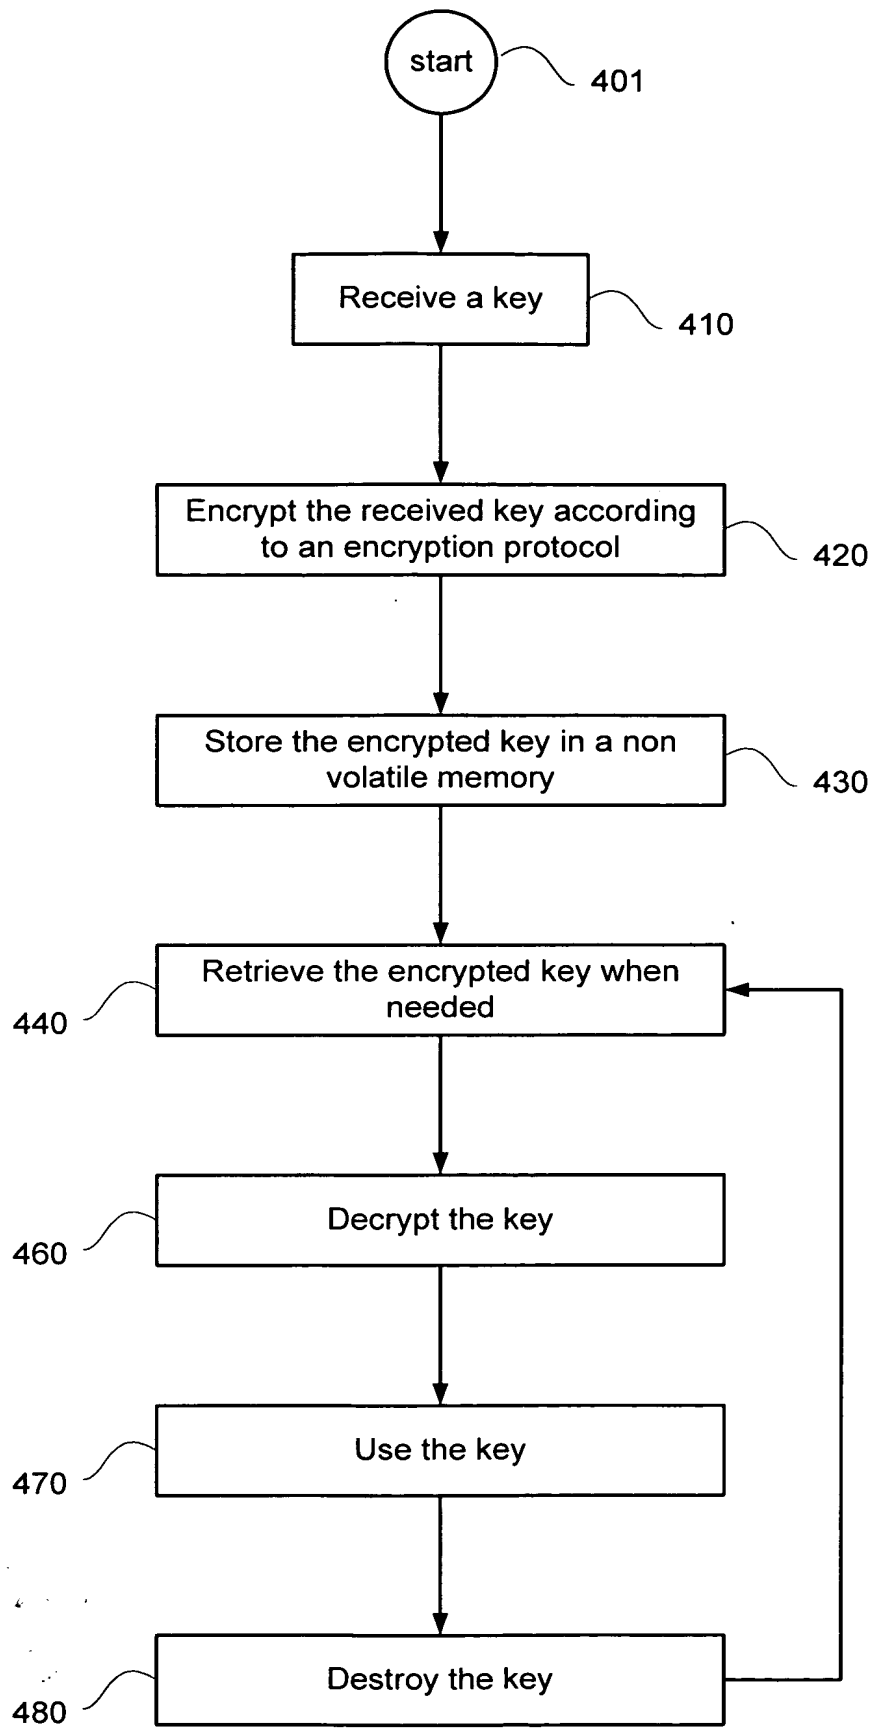 start
401
Receive a key
410
Encrypt the received key according
to an encryption protocol
420
Store the encrypted key in a non
volatile memory
430
Retrieve the encrypted key when
needed
440
Decrypt the key
460
Use the key
470
Destroy the key
480